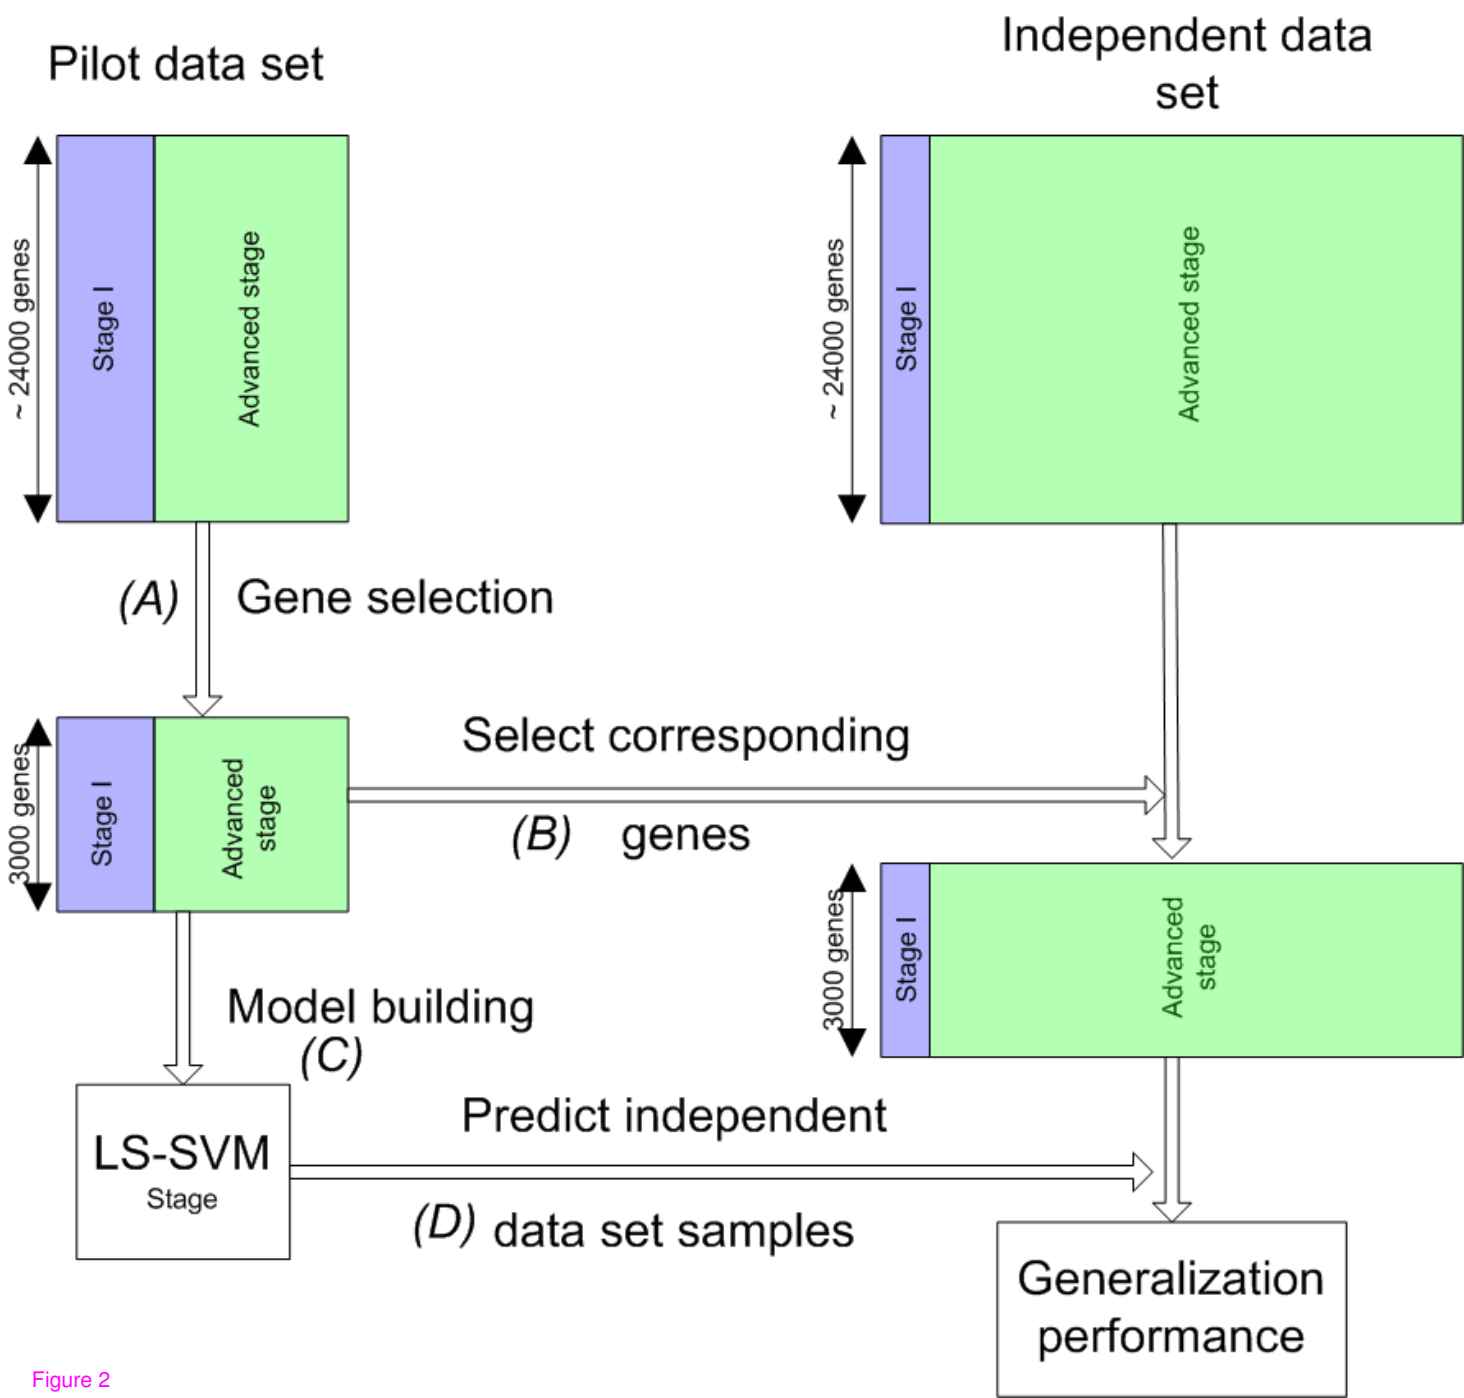 Pilot data set
Independent data
set
~ 24000 genes
Stage I
Advanced stage
~ 24000 genes
Stage I
Advanced stage
(A) Gene selection
3000 genes
Stage I
Advanced
stage
Select corresponding
(B) genes
3000 genes
Stage I
Advanced
stage
Model building
(C)
LS-SVM
Stage
Predict independent
(D) data set samples
Generalization
performance
Figure 2